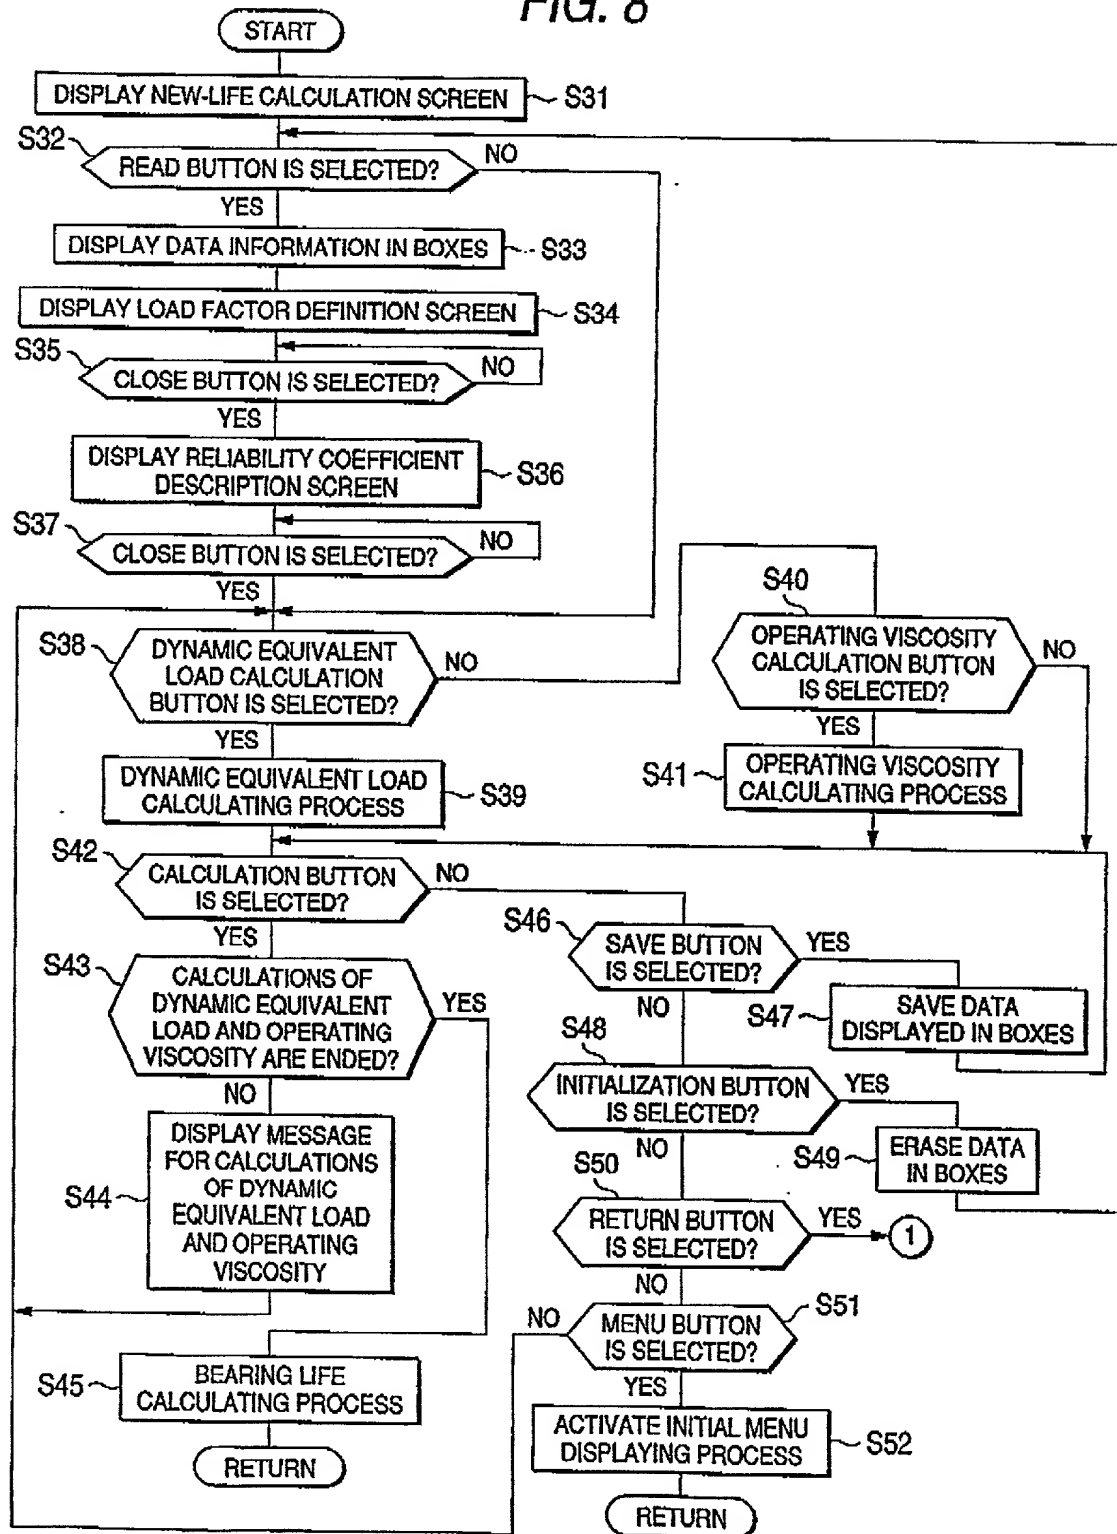 FIG. 8
START
DISPLAY NEW-LIFE CALCULATION SCREEN
S31
S32
READ BUTTON IS SELECTED?
NO
YES
DISPLAY DATA INFORMATION IN BOXES
S33
DISPLAY LOAD FACTOR DEFINITION SCREEN
S34
S35
CLOSE BUTTON IS SELECTED?
NO
YES
DISPLAY RELIABILITY COEFFICIENT
DESCRIPTION SCREEN
S36
S37
CLOSE BUTTON IS SELECTED?
NO
YES
S38
DYNAMIC EQUIVALENT
LOAD CALCULATION
BUTTON IS SELECTED?
NO
YES
S40
OPERATING VISCOSITY
CALCULATION BUTTON
IS SELECTED?
NO
YES
DYNAMIC EQUIVALENT LOAD
CALCULATING PROCESS
S39
S41
OPERATING VISCOSITY
CALCULATING PROCESS
S42
CALCULATION BUTTON
IS SELECTED?
NO
YES
S43
CALCULATIONS OF
DYNAMIC EQUIVALENT
LOAD AND OPERATING
VISCOSITY ARE ENDED?
YES
NO
S46
SAVE BUTTON
IS SELECTED?
YES
NO
S47
SAVE DATA
DISPLAYED IN BOXES
S48
INITIALIZATION BUTTON
IS SELECTED?
YES
NO
S49
ERASE DATA
IN BOXES
S44
DISPLAY MESSAGE
FOR CALCULATIONS
OF DYNAMIC
EQUIVALENT LOAD
AND OPERATING
VISCOSITY
S50
RETURN BUTTON
IS SELECTED?
YES
1
NO
S51
MENU BUTTON
IS SELECTED?
NO
YES
S45
BEARING LIFE
CALCULATING PROCESS
RETURN
ACTIVATE INITIAL MENU
DISPLAYING PROCESS
S52
RETURN